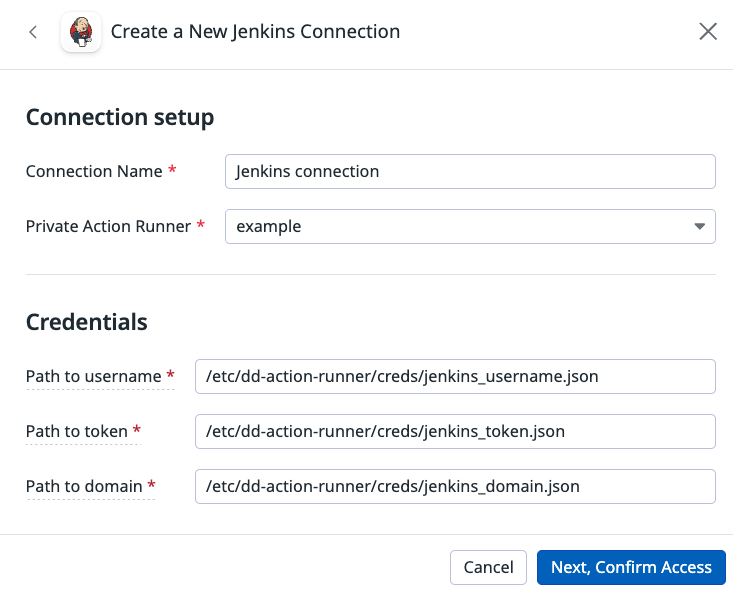 Create a New Jenkins Connection
Connection setup
Connection Name *
Jenkins connection
Private Action Runner *
example
Credentials
Path to username *
/etc/dd-action-runner/creds/jenkins_username.json
Path to token *
/etc/dd-action-runner/creds/jenkins_token.json
Path to domain *
/etc/dd-action-runner/creds/jenkins_domain.json
Cancel
Next, Confirm Access